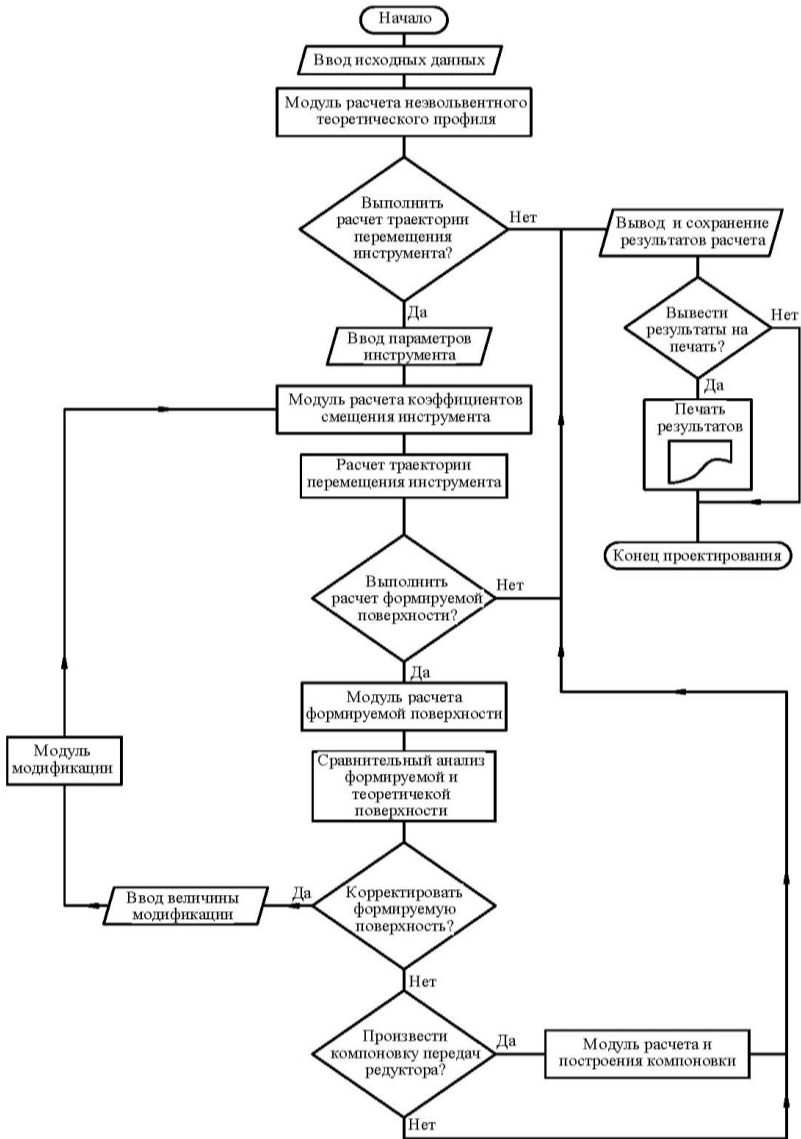 Начало
Ввод исходных данных
Модуль расчета неэвольвентного
теоретического профиля
Выполнить
расчет траектории
перемещения
инструмента?
Нет
Да
Вывод и сохранение
результатов расчета
Вывести
результаты на
печать?
Нет
Да
Печать
результатов
Конец проектирования
Ввод параметров
инструмента
Модуль расчета коэффициентов
смещения инструмента
Расчет траектории
перемещения инструмента
Выполнить
расчет формируемой
поверхности?
Нет
Да
Модуль расчета
формируемой поверхности
Сравнительный анализ
формируемой и
теоретичекой
поверхности
Корректировать
формируемую
поверхность?
Да
Ввод величины
модификации
Модуль
модификации
Нет
Произвести
компоновку передач
редуктора?
Да
Модуль расчета и
построения компоновки
Нет